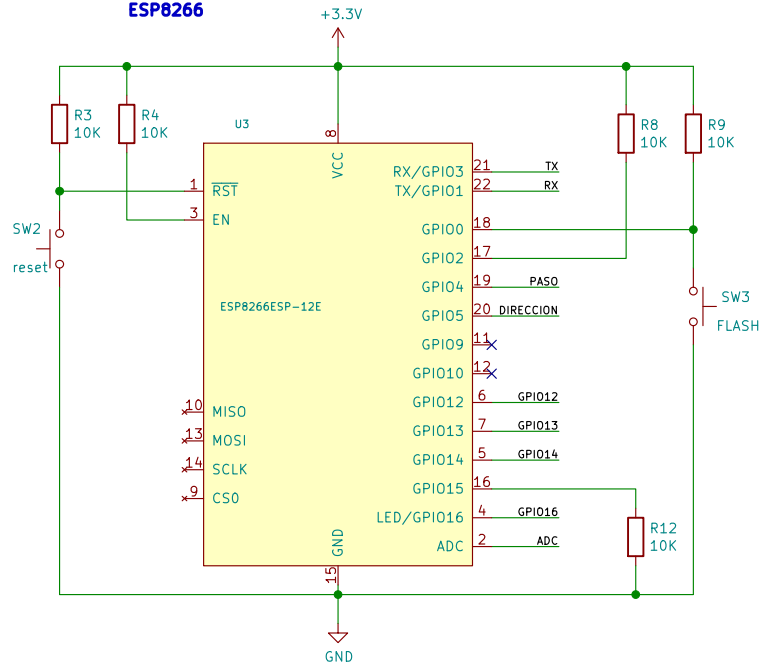 ESP8266
+3.3V
R3
10K
R4
10K
U3
8
VCC
R8
10K
R9
10K
1
RST
3
EN
SW2
reset
ESP8266ESP-12E
RX/GPIO3
21
TX
TX/GPIO1
22
RX
GPIO0
18
GPIO2
17
GPIO4
19
PASO
GPIO5
20
DIRECCION
GPIO9
11
GPIO10
12
SW3
FLASH
10
MISO
13
MOSI
14
SCLK
9
CS0
GPIO12
6
GPIO12
GPIO13
7
GPIO13
GPIO14
5
GPIO14
GPIO15
16
LED/GPIO16
4
GPIO16
ADC
2
ADC
R12
10K
GND
15
GND